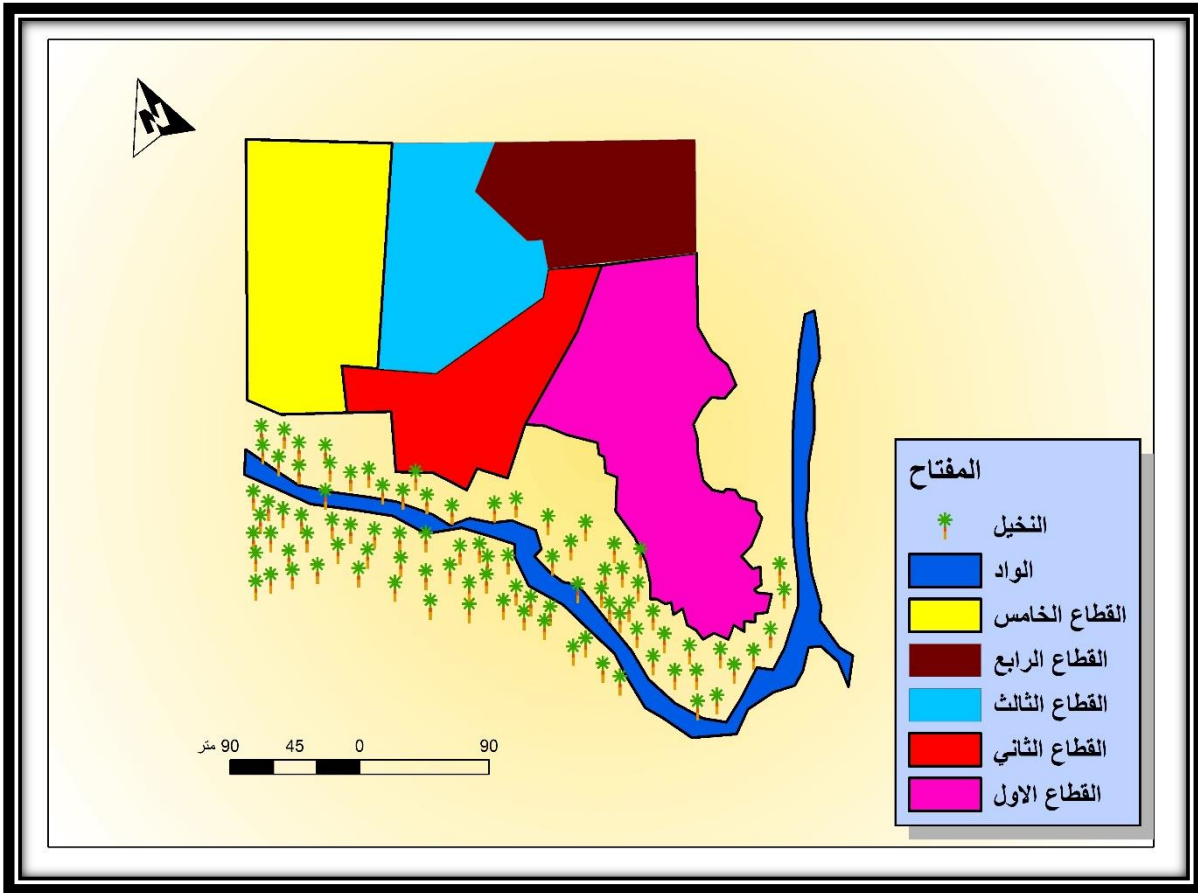 N
المفتاح
النخيل
الواد
القطاع الخامس
القطاع الرابع
القطاع الثالث
القطاع الثاني
القطاع الاول
90 0 45 90 متر